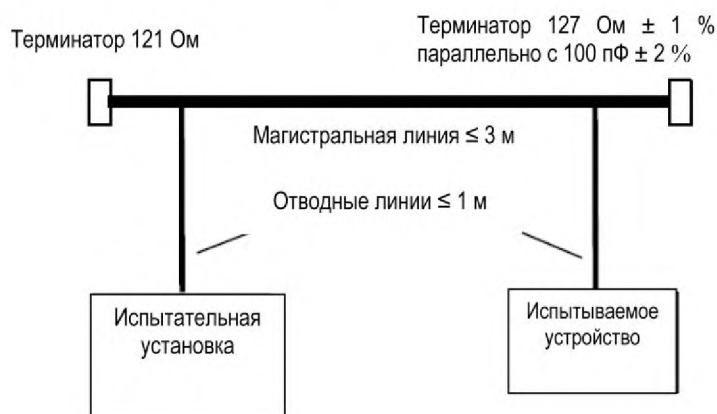 Терминатор 121 Ом
Терминатор 127 Ом ± 1 %
параллельно с 100 пФ ± 2 %
Магистральная линия ≤ 3 м
Отводные линии ≤ 1 м
Испытательная
установка
Испытываемое
устройство